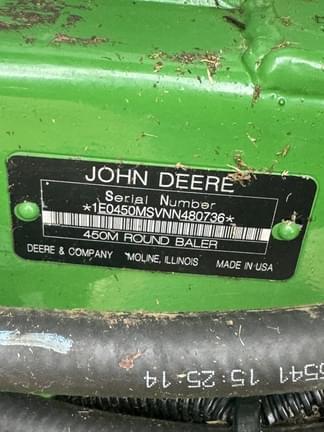 JOHN DEERE
Serial Number
*1E0450MSVNN480736*
450M ROUND BALER
DEERE & COMPANY MOLINE, ILLINOIS MADE IN USA
5541 15:25:14